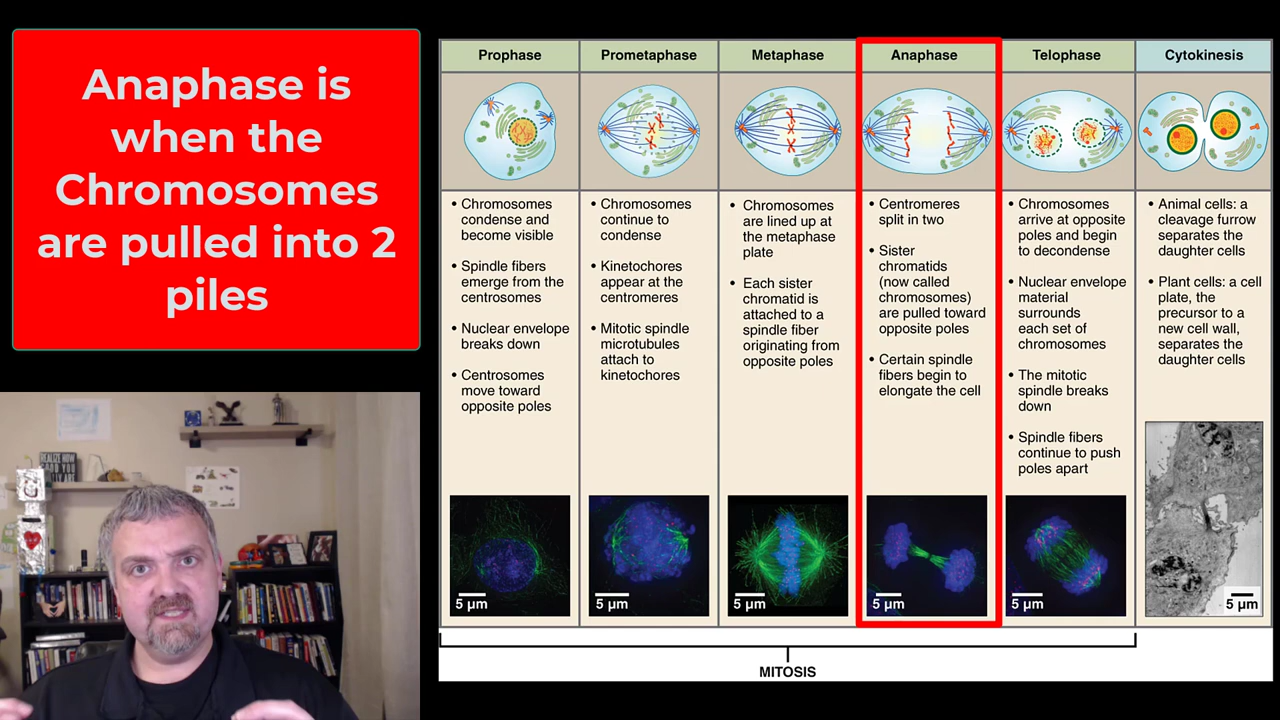 Anaphase is
when the
Chromosomes
are pulled into 2
piles
Prophase
Prometaphase
Metaphase
Anaphase
Telophase
Cytokinesis
• Chromosomes
condense and
become visible
• Spindle fibers
emerge from the
centrosomes
• Nuclear envelope
breaks down
• Centrosomes
move toward
opposite poles
• Chromosomes
continue to
condense
• Kinetochores
appear at the
centromeres
• Mitotic spindle
microtubules
attach to
kinetochores
• Chromosomes
are lined up at
the metaphase
plate
• Each sister
chromatid is
attached to a
spindle fiber
originating from
opposite poles
• Centromeres
split in two
• Sister
chromatids
(now called
chromosomes)
are pulled toward
opposite poles
• Certain spindle
fibers begin to
elongate the cell
• Chromosomes
arrive at opposite
poles and begin
to decondense
• Nuclear envelope
material
surrounds
each set of
chromosomes
• The mitotic
spindle breaks
down
• Spindle fibers
continue to push
poles apart
• Animal cells: a
cleavage furrow
separates the
daughter cells
• Plant cells: a cell
plate, the
precursor to a
new cell wall,
separates the
daughter cells
5 µm
5 µm
5 µm
5 µm
5 µm
5 µm
MITOSIS
REALIZE HOW
GOOD YOU
REALLY ARE